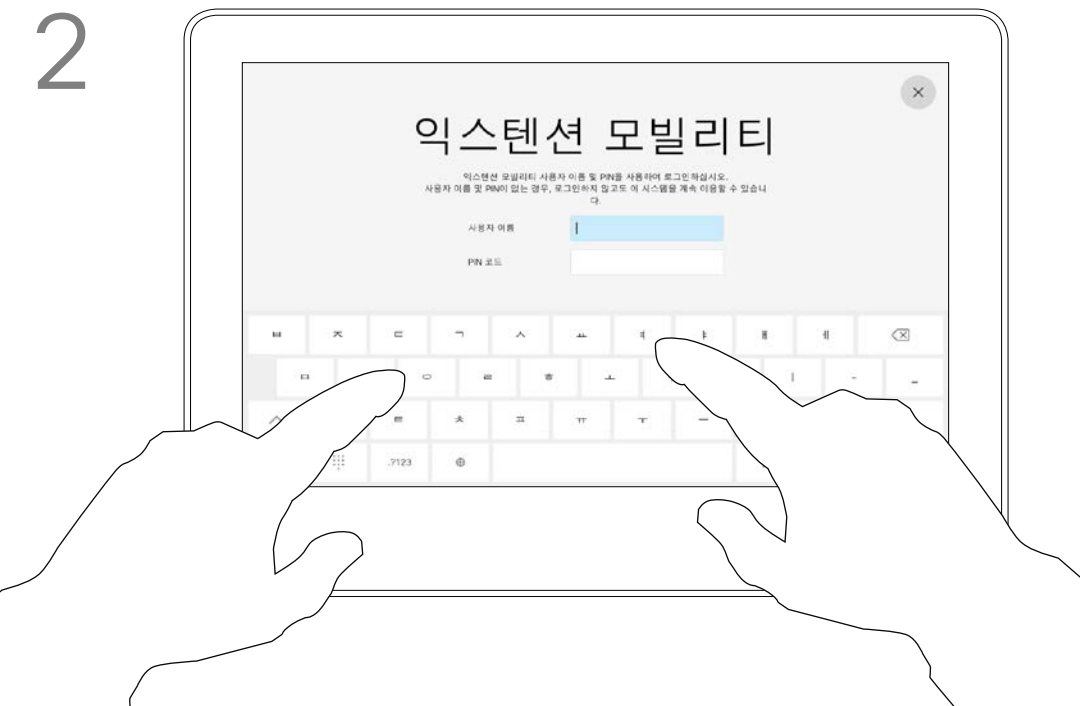 2
익스텐션 모빌리티
익스텐션 모빌리티 사용자 이름 및 PIN을 사용하여 로그인하십시오.
사용자 이름 및 PIN이 있는 경우, 로그인하지 않고도 이 시스템을 계속 이용할 수 있습니
다.
사용자 이름
PIN 코드
ㅂ ㅈ ㄷ ㄱ ㅅ ㅛ ㅕ ㅑ ㅐ ㅔ
ㅁ ㅇ ㄹ ㅎ ㅗ ㅣ - _
ㅌ ㅊ ㅍ ㅠ ㅜ ㅡ
.?123